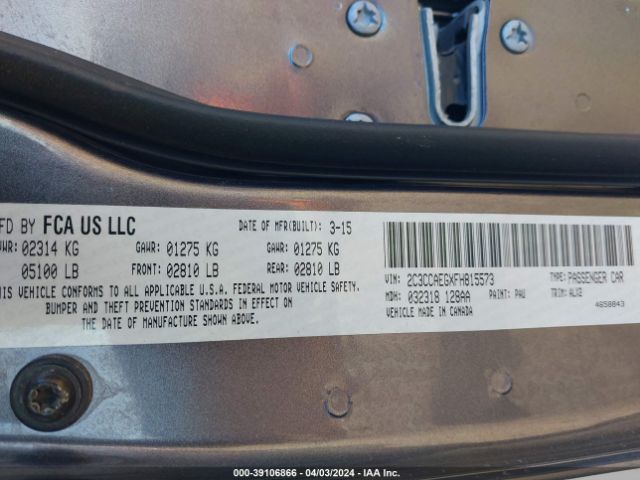 FD BY FCA US LLC DATE OF MFR(BUILT): 3-15
WR: 02314 KG GAWR: 01275 KG GAWR: 01275 KG
05100 LB FRONT: 02810 LB REAR: 02810 LB
HIS VEHICLE CONFORMS TO ALL APPLICABLE U.S.A. FEDERAL MOTOR VEHICLE SAFETY,
BUMPER AND THEFT PREVENTION STANDARDS IN EFFECT ON
THE DATE OF MANUFACTURE SHOWN ABOVE.
VIN: 2C3CCAEGXFH815573 TYPE: PASSENGER CAR
MDH: 032318 128AA PAINT: PAU TRIM: ALX9
VEHICLE MADE IN CANADA 4658843
000-39106866 - 04/03/2024 - IAA Inc.